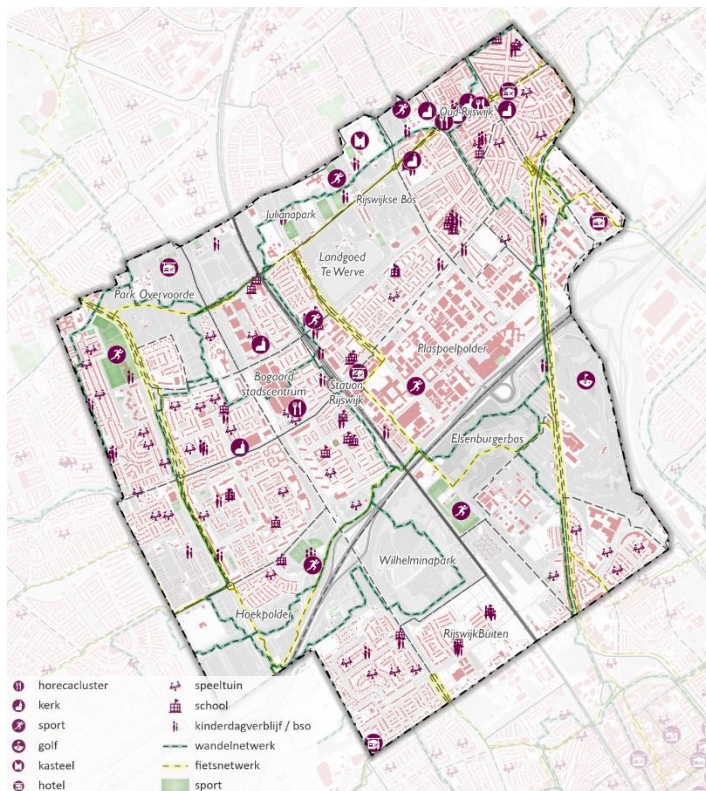 Oud-Rijswijk
Rijswijkse Bos
Julianapark
Landgoed
Te Werve
Park Overvoorde
Plaspoelpolder
Bogaard
stadscentrum
Station
Rijswijk
Elsenburgerbos
Wilhelminapark
Hoekpolder
RijswijkBuiten
horecacluster
kerk
sport
golf
kasteel
hotel
speeltuin
school
kinderdagverblijf / bso
wandelnetwerk
fietsnetwerk
sport